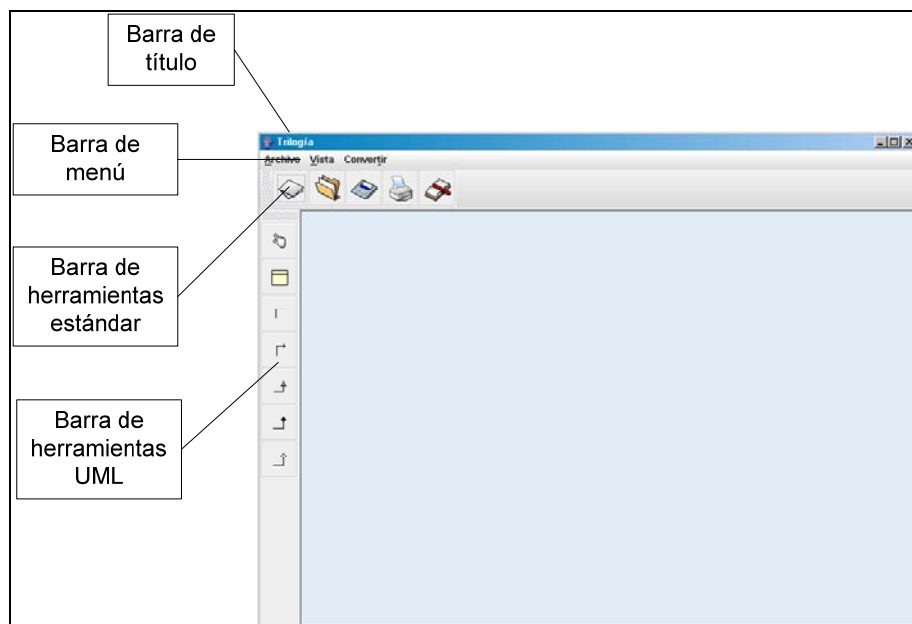 Barra de
título
Barra de
menú
Trilogía
Archivo Vista Convertir
Barra de
herramientas
estándar
Barra de
herramientas
UML